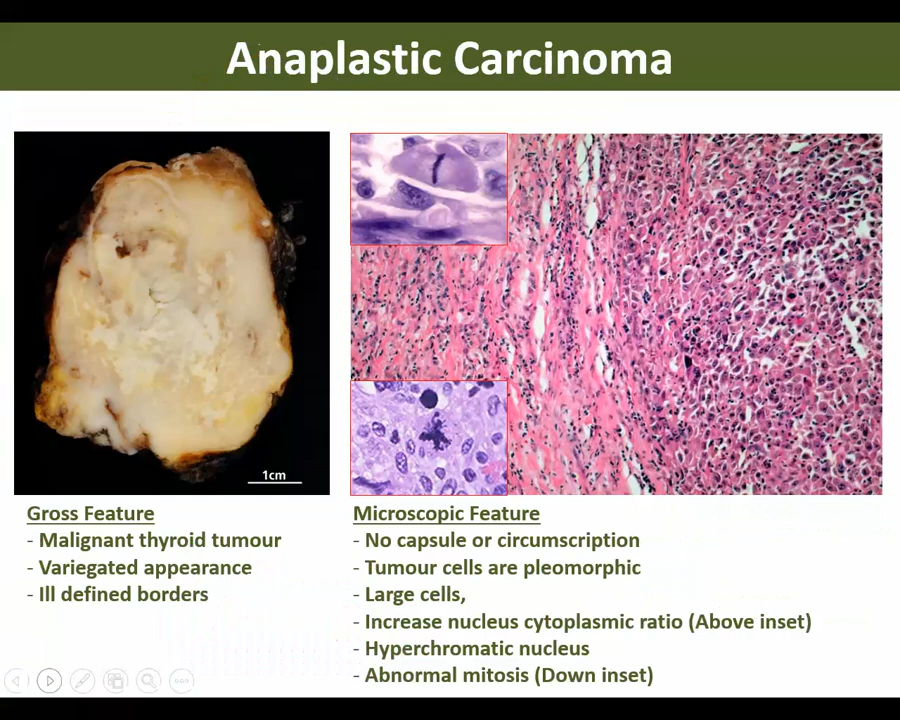 Anaplastic Carcinoma
1cm
Gross Feature
- Malignant thyroid tumour
- Variegated appearance
- Ill defined borders
Microscopic Feature
- No capsule or circumscription
- Tumour cells are pleomorphic
- Large cells,
- Increase nucleus cytoplasmic ratio (Above inset)
- Hyperchromatic nucleus
- Abnormal mitosis (Down inset)